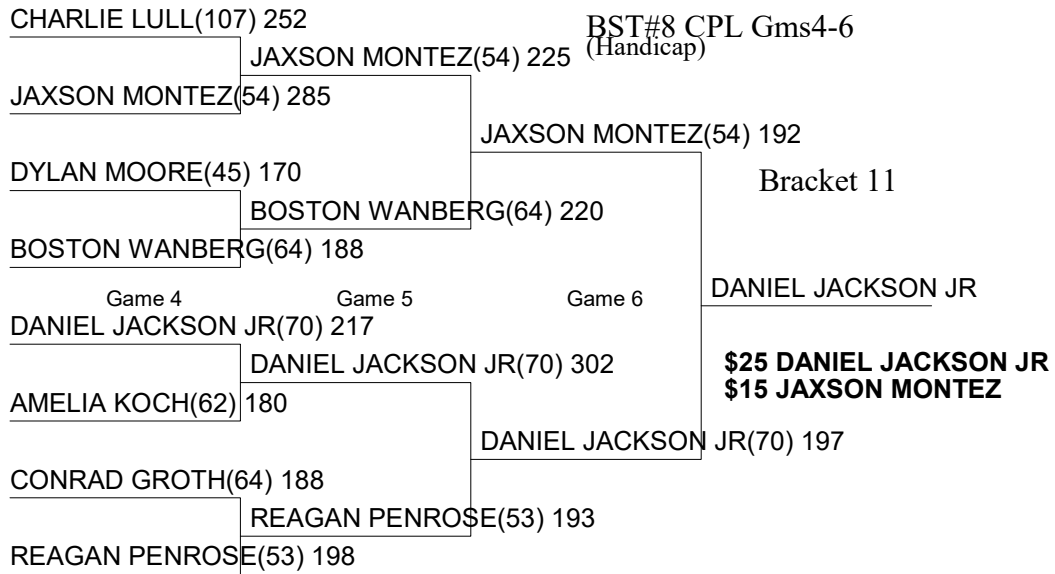 CHARLIE LULL(107) 252
BST#8 CPL Gms4-6
(Handicap)
JAXSON MONTEZ(54) 225
JAXSON MONTEZ(54) 285
JAXSON MONTEZ(54) 192
DYLAN MOORE(45) 170
Bracket 11
BOSTON WANBERG(64) 220
BOSTON WANBERG(64) 188
Game 4 Game 5 Game 6
DANIEL JACKSON JR
DANIEL JACKSON JR(70) 217
DANIEL JACKSON JR(70) 302
$25 DANIEL JACKSON JR
$15 JAXSON MONTEZ
AMELIA KOCH(62) 180
DANIEL JACKSON JR(70) 197
CONRAD GROTH(64) 188
REAGAN PENROSE(53) 193
REAGAN PENROSE(53) 198